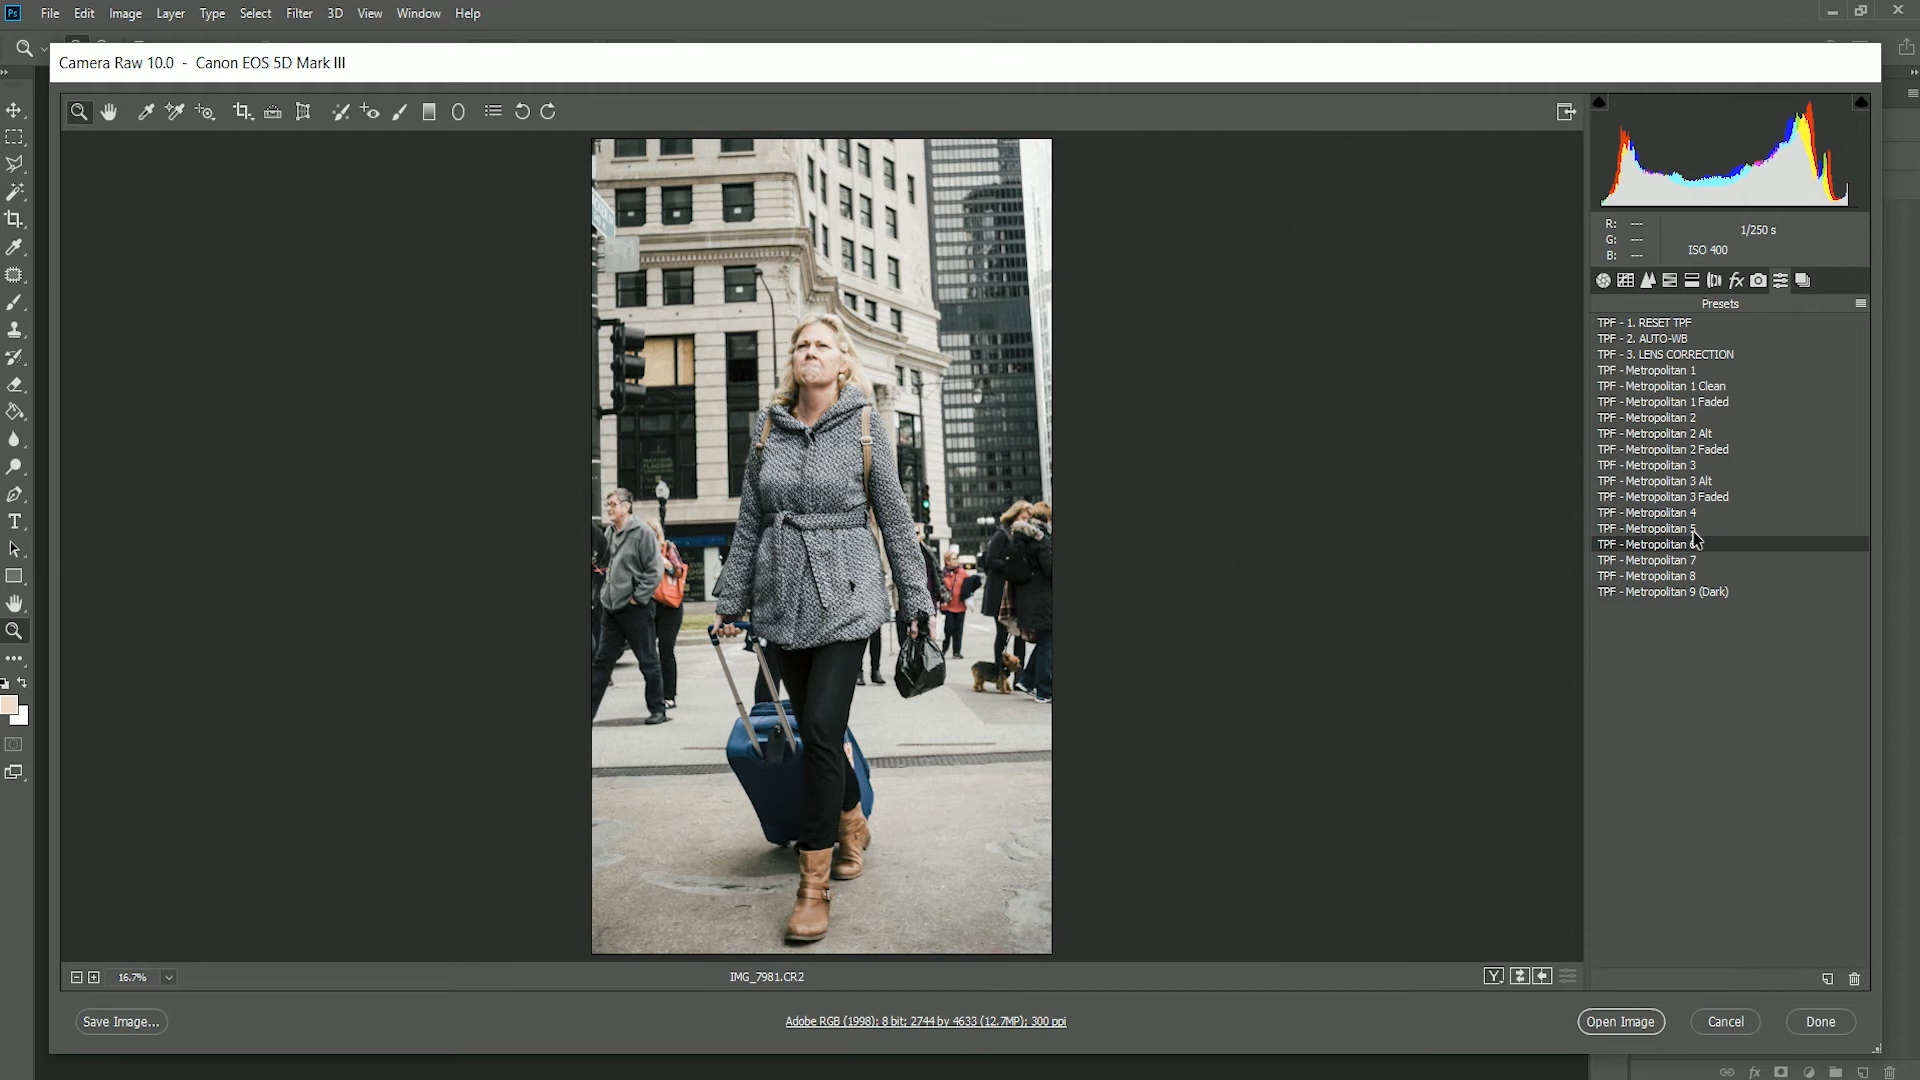 Ps File Edit Image Layer Type Select Filter 3D View Window Help
Camera Raw 10.0 - Canon EOS 5D Mark III
R: ---
G: ---
B: ---
1/250 s
ISO 400
Presets
TPF - 1. RESET TPF
TPF - 2. AUTO-WB
TPF - 3. LENS CORRECTION
TPF - Metropolitan 1
TPF - Metropolitan 1 Clean
TPF - Metropolitan 1 Faded
TPF - Metropolitan 2
TPF - Metropolitan 2 Alt
TPF - Metropolitan 2 Faded
TPF - Metropolitan 3
TPF - Metropolitan 3 Alt
TPF - Metropolitan 3 Faded
TPF - Metropolitan 4
TPF - Metropolitan 5
TPF - Metropolitan 6
TPF - Metropolitan 7
TPF - Metropolitan 8
TPF - Metropolitan 9 (Dark)
16.7%
IMG_7981.CR2
Y
Save Image...
Adobe RGB (1998); 8 bit; 2744 by 4633 (12.7MP); 300 ppi
Open Image
Cancel
Done
fx